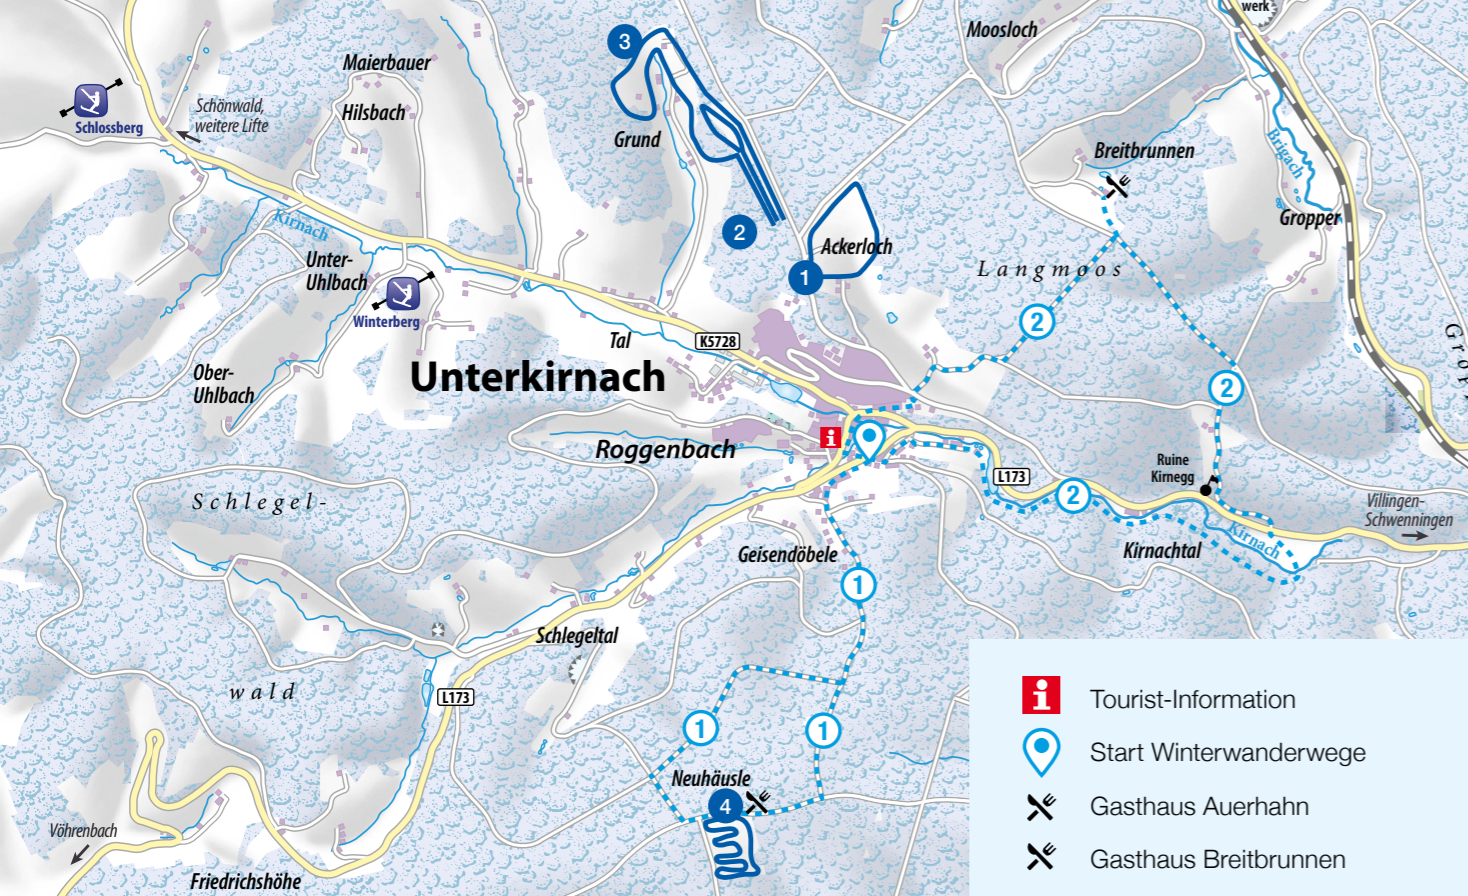 werk
Moosloch
3
Maierbauer
Schönwald,
weitere Lifte
Hilsbach
Schlossberg
Grund
Breitbrunnen
Brigach
Gropper
Kirnach
2
Ackerloch
Unter-
Uhlbach
1
Langmoos
Winterberg
2
Tal
K5728
Grop
Ober-
Uhlbach
Unterkirnach
2
Roggenbach
i
Ruine
Kirnegg
L173
2
Schlegel-
Villingen-
Schwenningen
Kirnach
Kirnachtal
Geisendöbele
1
Schlegeltal
wald
L173
1
1
Neuhäusle
4
Vöhrenbach
Friedrichshöhe
i Tourist-Information
Start Winterwanderwege
Gasthaus Auerhahn
Gasthaus Breitbrunnen